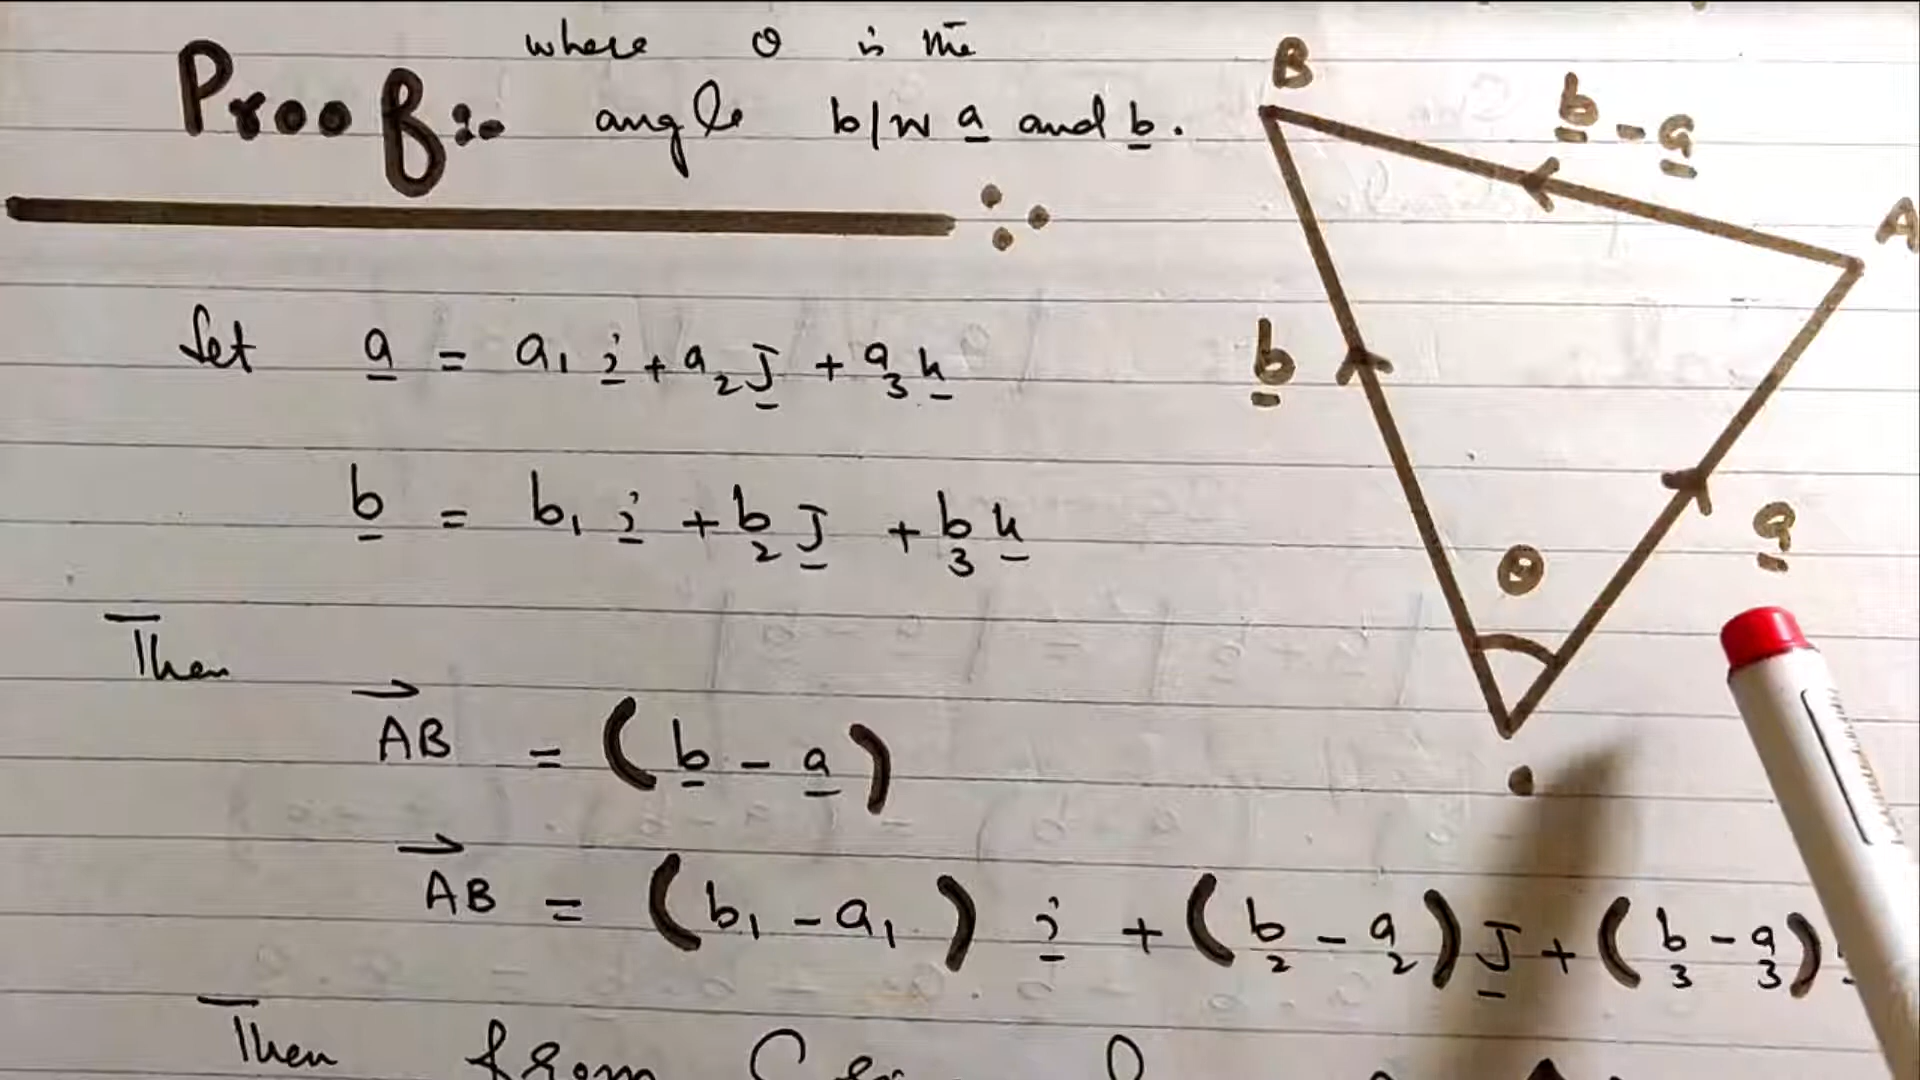 where θ is the
Proof:- angle b/w a and b.
Let a = a₁ i + a₂ j + a₃ k
b = b₁ i + b₂ j + b₃ k
Then
AB = (b - a)
AB = (b₁ - a₁) i + (b₂ - a₂) j + (b₃ - a₃)
Then from
B
b - a
A
b
a
θ